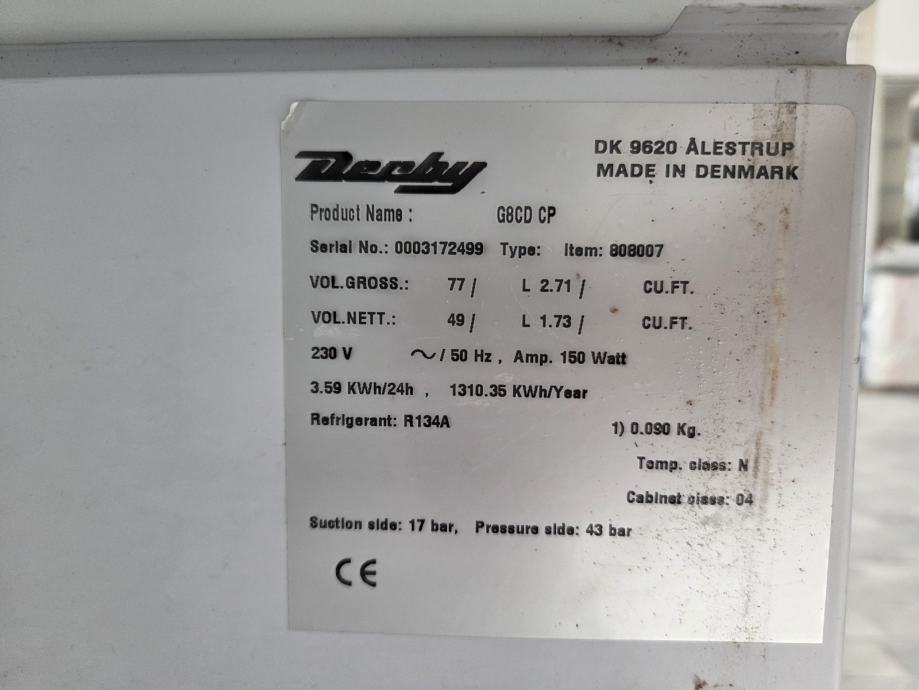 Derby
DK 9620 ÅLESTRUP
MADE IN DENMARK
Product Name : G8CD CP
Serial No.: 0003172499 Type: Item: 808007
VOL.GROSS.: 77 / L 2.71 / CU.FT.
VOL.NETT.: 49 / L 1.73 / CU.FT.
230 V ~ / 50 Hz , Amp. 150 Watt
3.59 KWh/24h , 1310.35 KWh/Year
Refrigerant: R134A 1) 0.090 Kg.
Temp. class: N
Cabinet class: 04
Suction side: 17 bar, Pressure side: 43 bar
CE